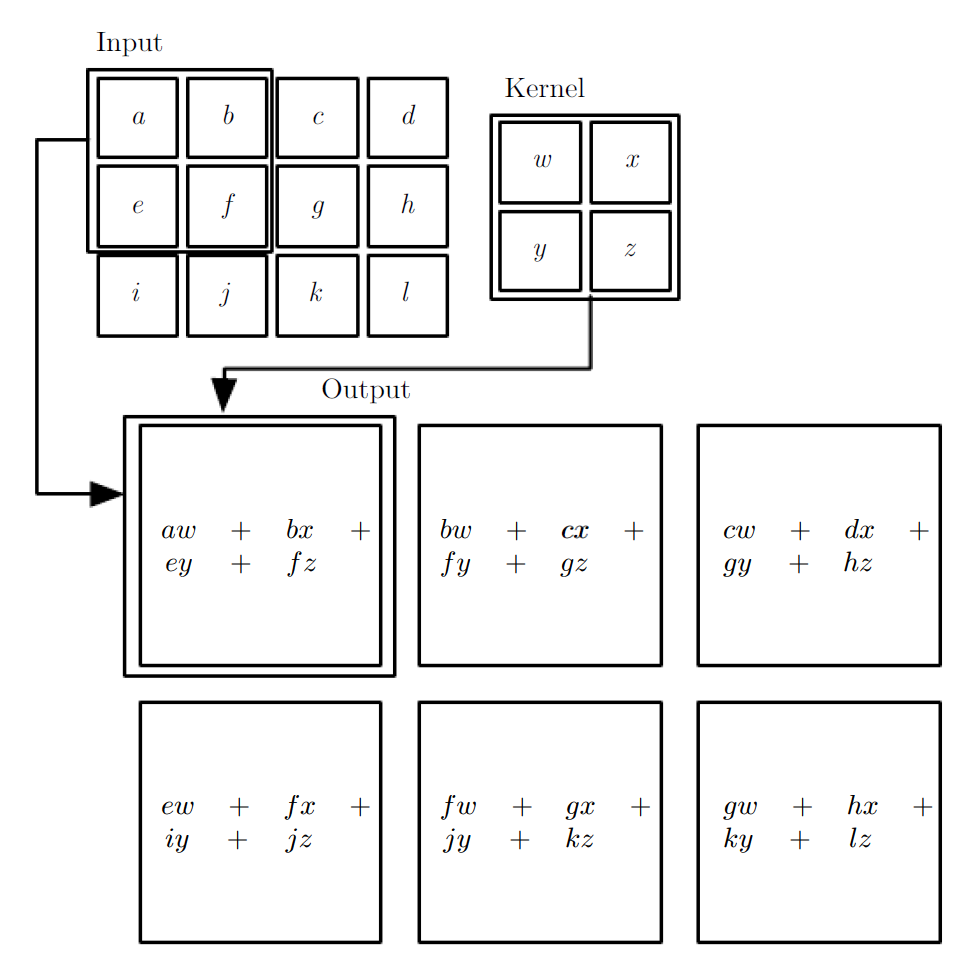 Input
a b c d
Kernel
w x
e f g h
y z
i j k l
Output
aw + bx +
ey + fz
bw + cx +
fy + gz
cw + dx +
gy + hz
ew + fx +
iy + jz
fw + gx +
jy + kz
gw + hx +
ky + lz